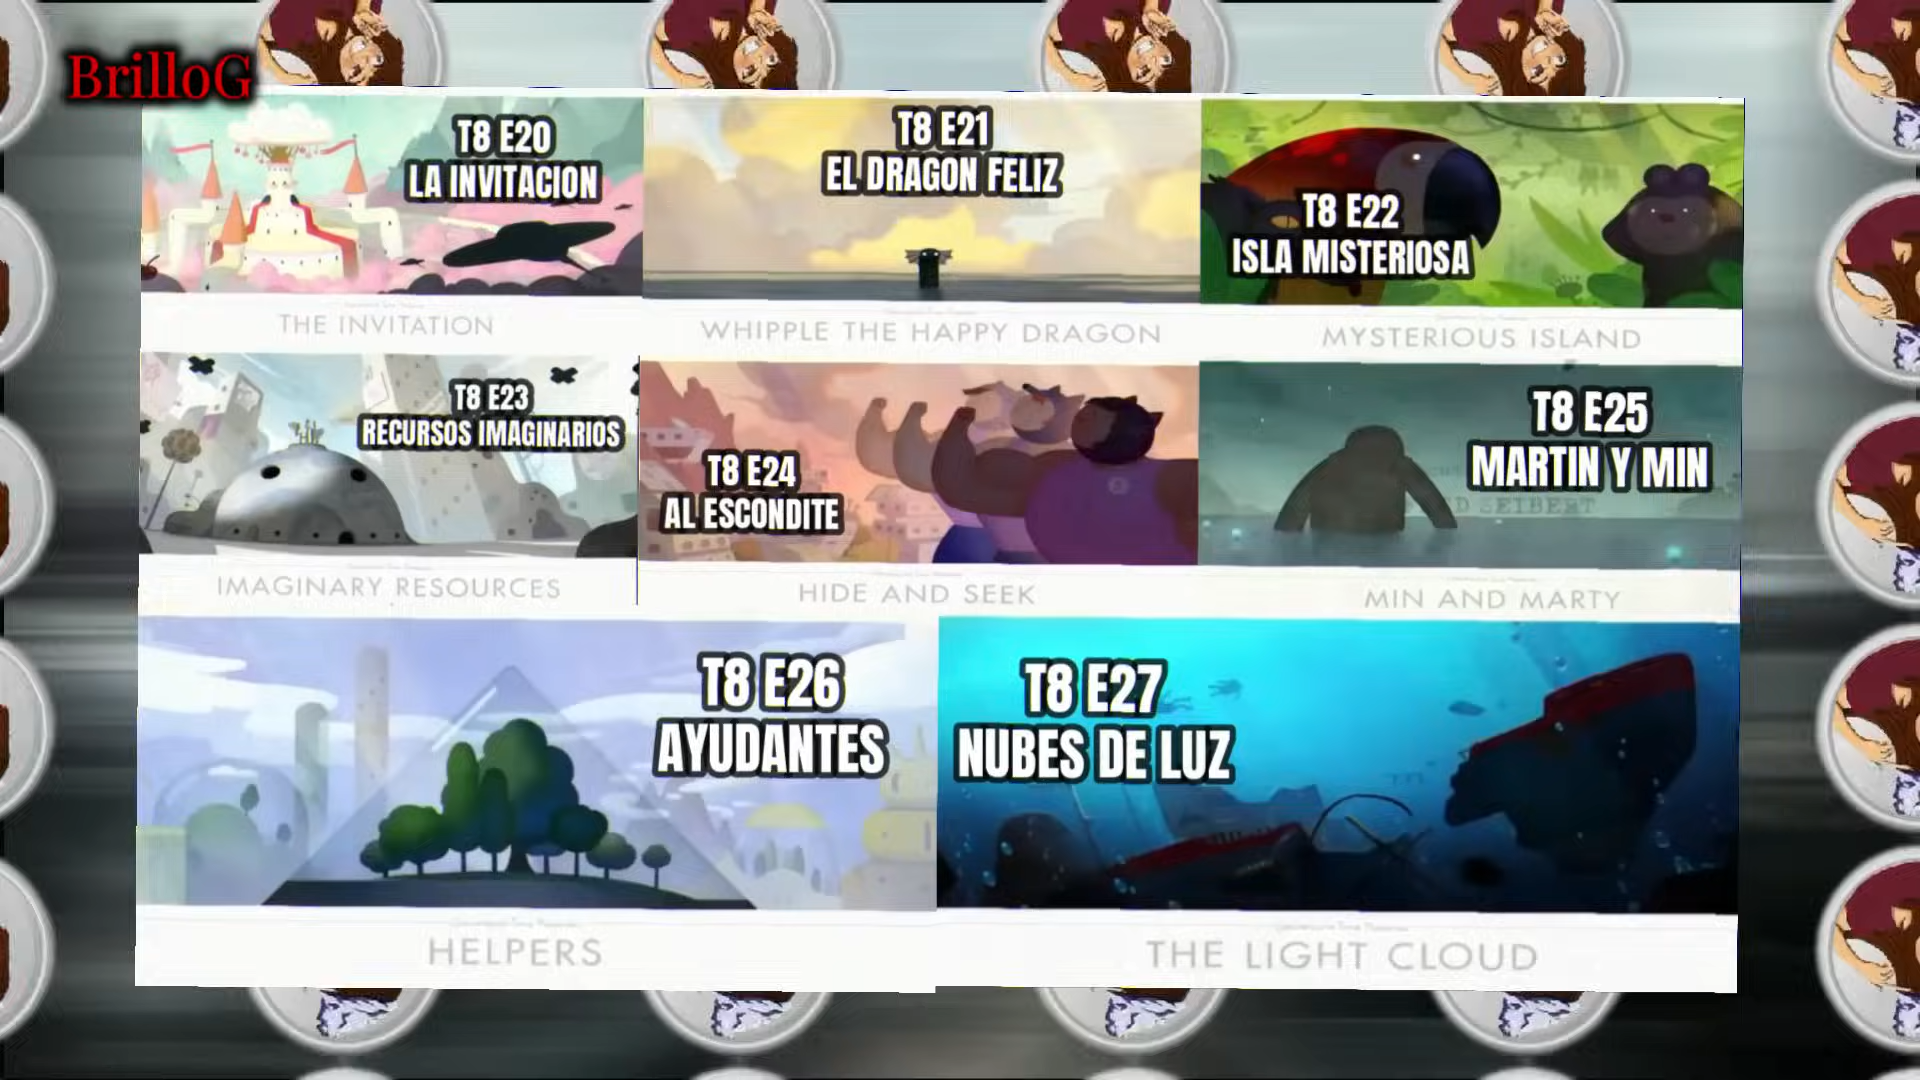 BrilloG
T8 E20
LA INVITACION
THE INVITATION
T8 E21
EL DRAGON FELIZ
WHIPPLE THE HAPPY DRAGON
T8 E22
ISLA MISTERIOSA
MYSTERIOUS ISLAND
T8 E23
RECURSOS IMAGINARIOS
IMAGINARY RESOURCES
T8 E24
AL ESCONDITE
HIDE AND SEEK
T8 E25
MARTIN Y MIN
D SEIBERT
MIN AND MARTY
T8 E26
AYUDANTES
HELPERS
T8 E27
NUBES DE LUZ
THE LIGHT CLOUD